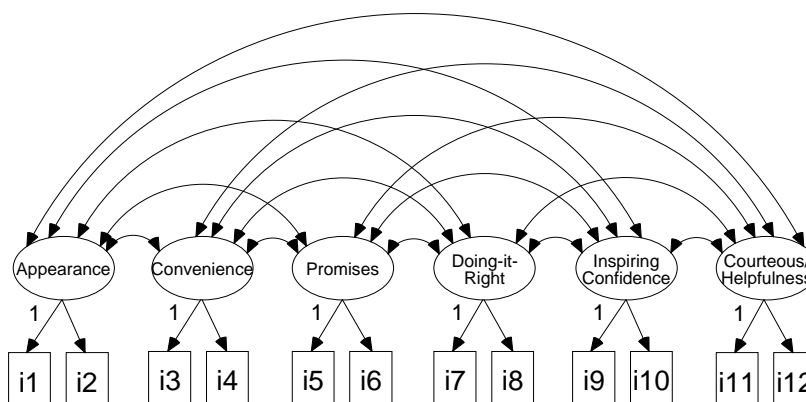 Appearance
Convenience
Promises
Doing-it-
Right
Inspiring
Confidence
Courteous/
Helpfulness
1
1
1
1
1
1
i1
i2
i3
i4
i5
i6
i7
i8
i9
i10
i11
i12